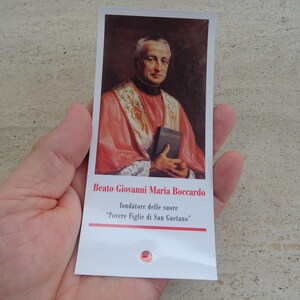 Beato Giovanni Maria Boccardo
fondatore delle suore
"Povere Figlie di San Gaetano"